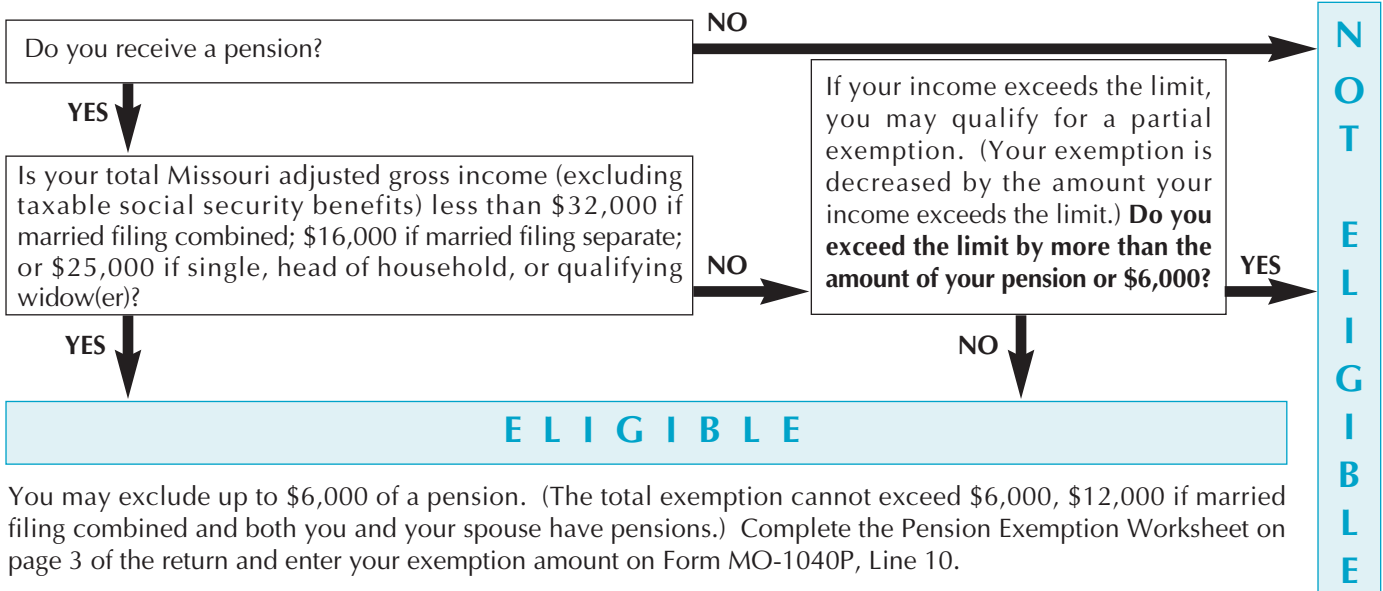 Do you receive a pension?
NO
YES
Is your total Missouri adjusted gross income (excluding
taxable social security benefits) less than $32,000 if
married filing combined; $16,000 if married filing separate;
or $25,000 if single, head of household, or qualifying
widow(er)?
NO
If your income exceeds the limit,
you may qualify for a partial
exemption. (Your exemption is
decreased by the amount your
income exceeds the limit.) Do you
exceed the limit by more than the
amount of your pension or $6,000?
YES
YES
NO
NOT ELIGIBLE
ELIGIBLE
You may exclude up to $6,000 of a pension. (The total exemption cannot exceed $6,000, $12,000 if married
filing combined and both you and your spouse have pensions.) Complete the Pension Exemption Worksheet on
page 3 of the return and enter your exemption amount on Form MO-1040P, Line 10.